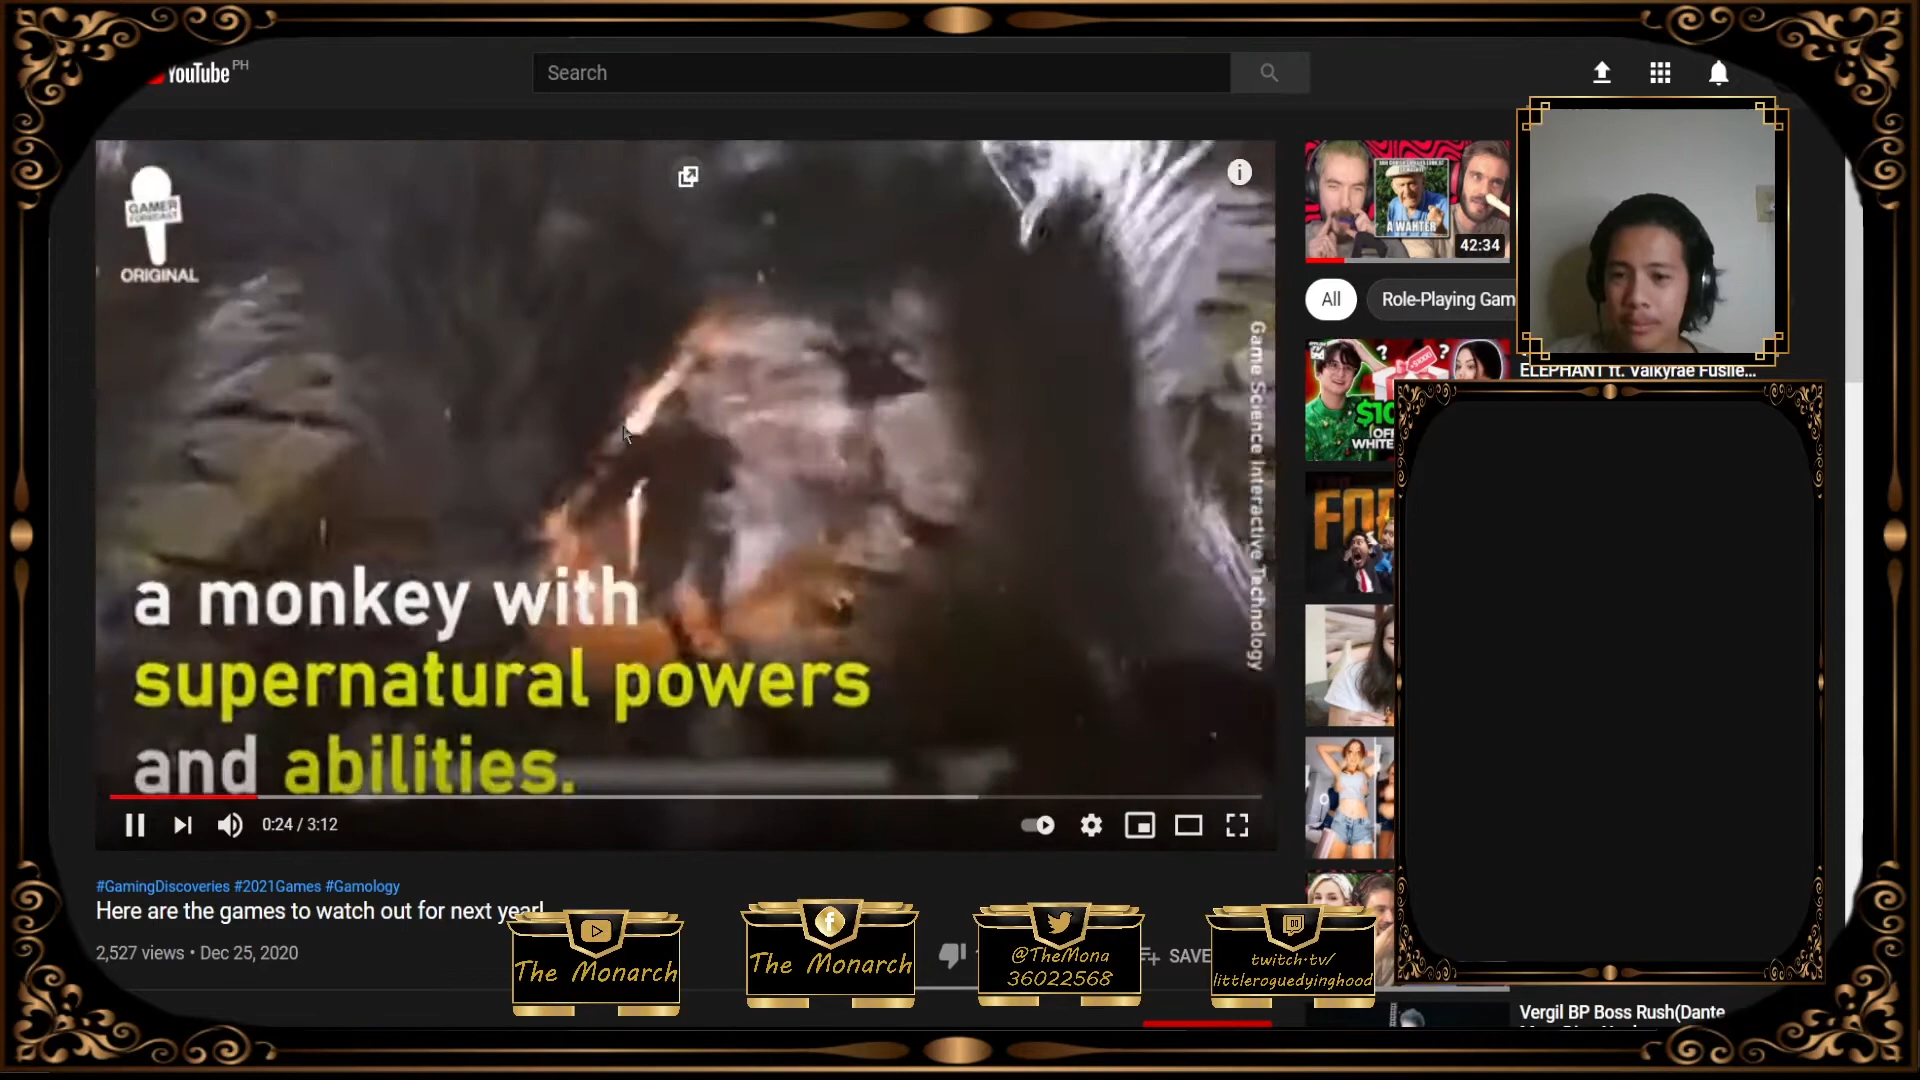 YouTube PH
Search
GAMER
FORECAST
ORIGINAL
i
Game Science Interactive Technology
a monkey with
supernatural powers
and abilities.
0:24 / 3:12
#GamingDiscoveries #2021Games #Gamology
Here are the games to watch out for next year!
2,527 views • Dec 25, 2020
SAVE
The Monarch
The Monarch
@TheMona
36022568
twitch.tv/
littleroguedyinghood
A WAHTER
42:34
All
Role-Playing Gam
ELEPHANT ft. Valkyrae Fuslie...
$10
OFF
WHITE
Vergil BP Boss Rush(Dante